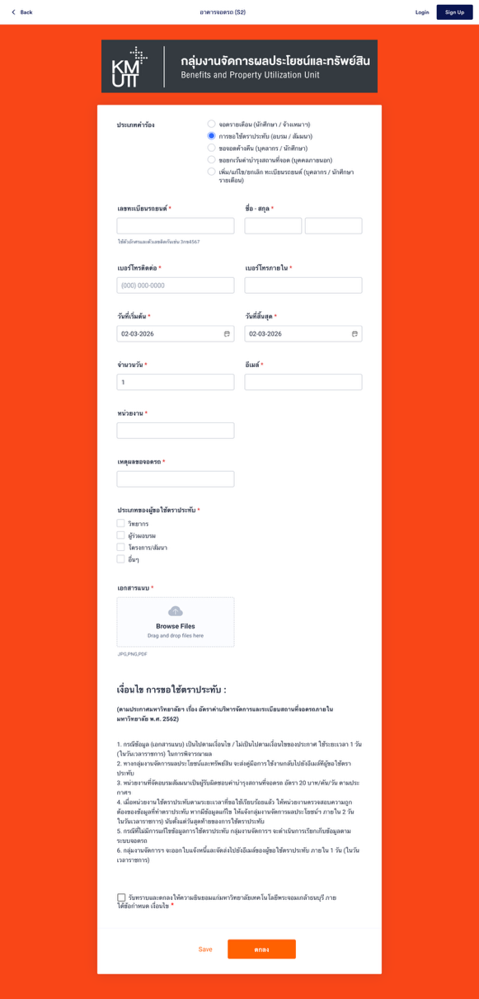 Back
อาคารจอดรถ (S2)
Login
Sign Up
KM
UTT
กลุ่มงานจัดการผลประโยชน์และทรัพย์สิน
Benefits and Property Utilization Unit
ประเภทคำร้อง
จอดรายเดือน (นักศึกษา / จ้างเหมาฯ)
การขอใช้ตราประทับ (อบรม / สัมมนา)
ขอจอดค้างคืน (บุคลากร / นักศึกษา)
ขอยกเว้นค่าบำรุงสถานที่จอด (บุคคลภายนอก)
เพิ่ม/แก้ไข/ยกเลิก ทะเบียนรถยนต์ (บุคลากร / นักศึกษา
รายเดือน)
เลขทะเบียนรถยนต์ *
ชื่อ - สกุล *
ใช้ตัวอักษรและตัวเลขติดกันเช่น 3กข4567
เบอร์โทรติดต่อ *
เบอร์โทรภายใน *
(000) 000-0000
วันที่เริ่มต้น *
วันที่สิ้นสุด *
02-03-2026
02-03-2026
จำนวนวัน *
อีเมล์ *
1
หน่วยงาน *
เหตุผลขอจอดรถ *
ประเภทของผู้ขอใช้ตราประทับ *
วิทยากร
ผู้ร่วมอบรม
โครงการ/สัมนา
อื่นๆ
เอกสารแนบ *
Browse Files
Drag and drop files here
JPG,PNG,PDF
เงื่อนไข การขอใช้ตราประทับ :
(ตามประกาศมหาวิทยาลัยฯ เรื่อง อัตราค่าบริหารจัดการและระเบียบสถานที่จอดรถภายใน
มหาวิทยาลัย พ.ศ. 2562)
1. กรณีข้อมูล (เอกสารแนบ) เป็นไปตามเงื่อนไข / ไม่เป็นไปตามเงื่อนไขของประกาศ ใช้ระยะเวลา 1 วัน
(ในวันเวลาราชการ) ในการพิจารณาผล
2. ทางกลุ่มงานจัดการผลประโยชน์และทรัพย์สิน จะส่งคู่มือการใช้งานกลับไปยังอีเมล์ที่ผู้ขอใช้ตรา
ประทับ
3. หน่วยงานที่จัดอบรมสัมมนาเป็นผู้รับผิดชอบค่าบำรุงสถานที่จอดรถ อัตรา 20 บาท/คัน/วัน ตามประ
กาศฯ
4. เมื่อหน่วยงานใช้ตราประทับตามระยะเวลาที่ขอใช้เรียบร้อยแล้ว ให้หน่วยงานตรวจสอบความถูก
ต้องของข้อมูลที่ทำตราประทับ หากมีข้อมูลแก้ไข ให้แจ้งกลุ่มงานจัดการผลประโยชน์ฯ ภายใน 2 วัน
ในวันเวลาราชการ) นับตั้งแต่วันสุดท้ายของการใช้ตราประทับ
5. กรณีที่ไม่มีการแก้ไขข้อมูลการใช้ตราประทับ กลุ่มงานจัดการฯ จะดำเนินการเรียกเก็บข้อมูลตาม
ระบบจอดรถ
6. กลุ่มงานจัดการฯ จะออกใบแจ้งหนี้และจัดส่งไปยังอีเมล์ของผู้ขอใช้ตราประทับ ภายใน 1 วัน (ในวัน
เวลาราชการ)
รับทราบและตกลงให้ความยินยอมแก่มหาวิทยาลัยเทคโนโลยีพระจอมเกล้าธนบุรี ภาย
ใต้ข้อกำหนด เงื่อนไข *
Save
ตกลง